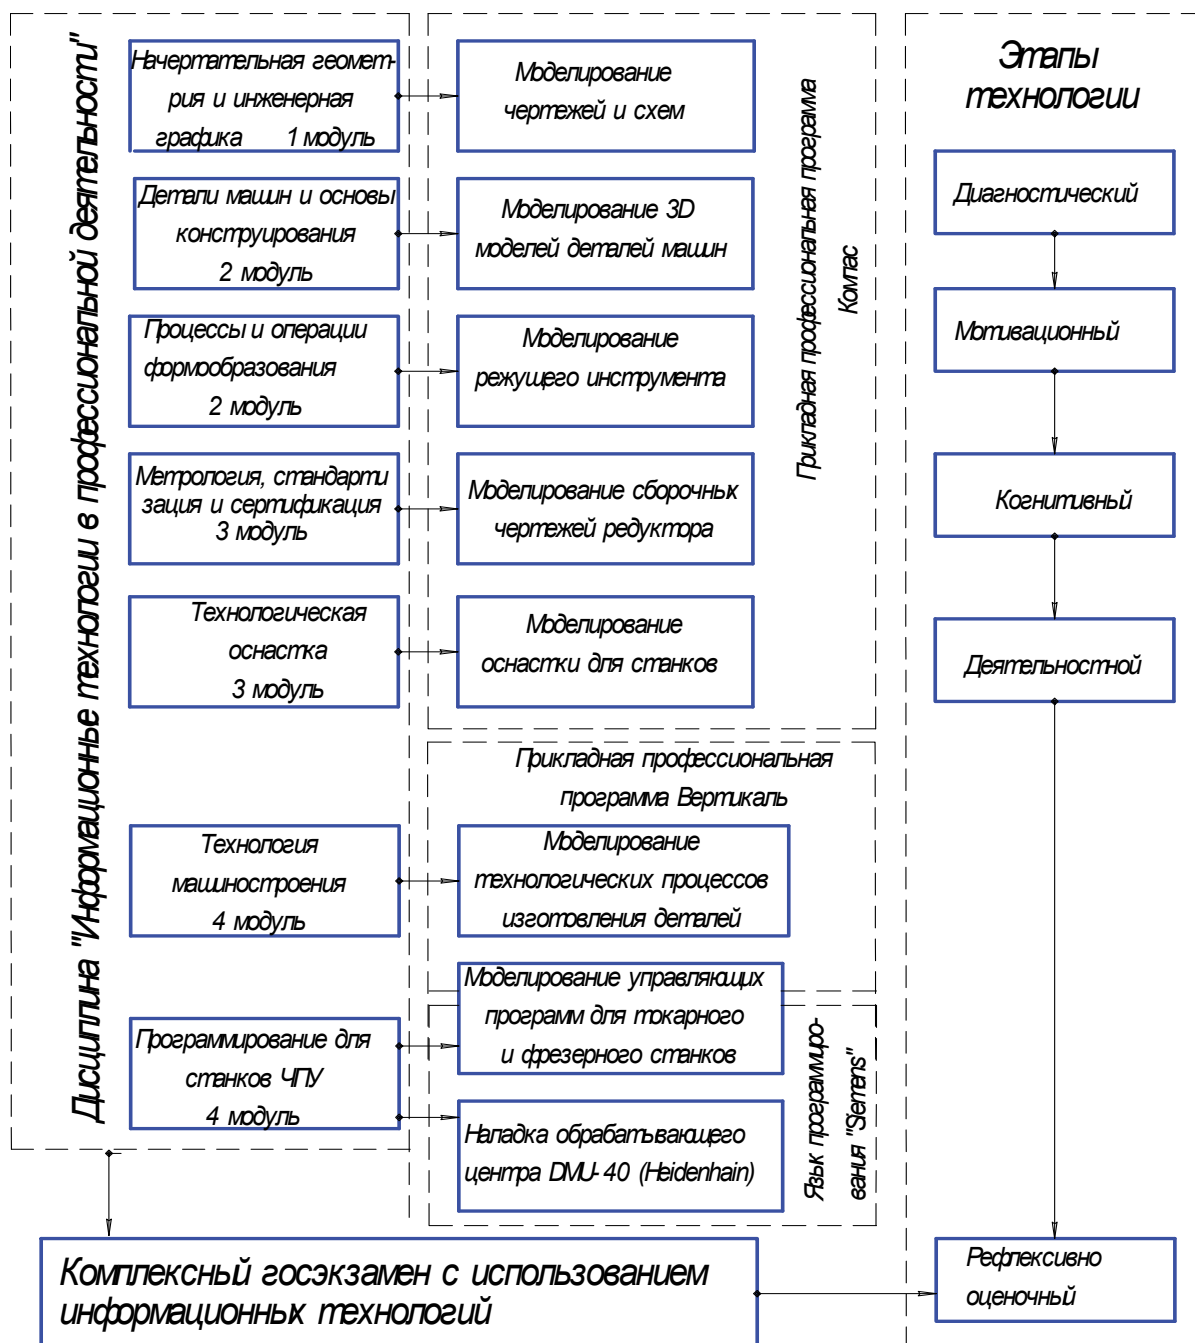 Дисциплина "Информационнье технологии в профессиональной деятельности"
Начертательная геомет-
рия и инженерная
графика 1 модуль
Детали машин и основы
конструирования
2 модуль
Процессы и операции
формообразования
2 модуль
Метрология, стандарти
зация и сертификация
3 модуль
Технологическая
оснастка
3 модуль
Технология
машиностроения
4 модуль
Программирование для
станков ЧПУ
4 модуль
Моделирование
чертежей и схем
Моделирование 3D
моделей деталей машин
Моделирование
режущего инструмента
Моделирование сборочных
чертежей редуктора
Моделирование
оснастки для станков
Прикладная профессиональная программа
Компас
Прикладная профессиональная
программа Вертикаль
Моделирование
технологических процессов
изготовления деталей
Моделирование управляющих
программ для токарного
и фрезерного станков
Наладка обрабатывающего
центра DMU-40 (Heidenhain)
Язык программиро-
вания "Siemens"
Этапы
технологии
Диагностический
Мотивационный
Когнитивный
Деятельностной
Рефлексивно
оценочный
Комплексный госэкзамен с использованием
информационных технологий